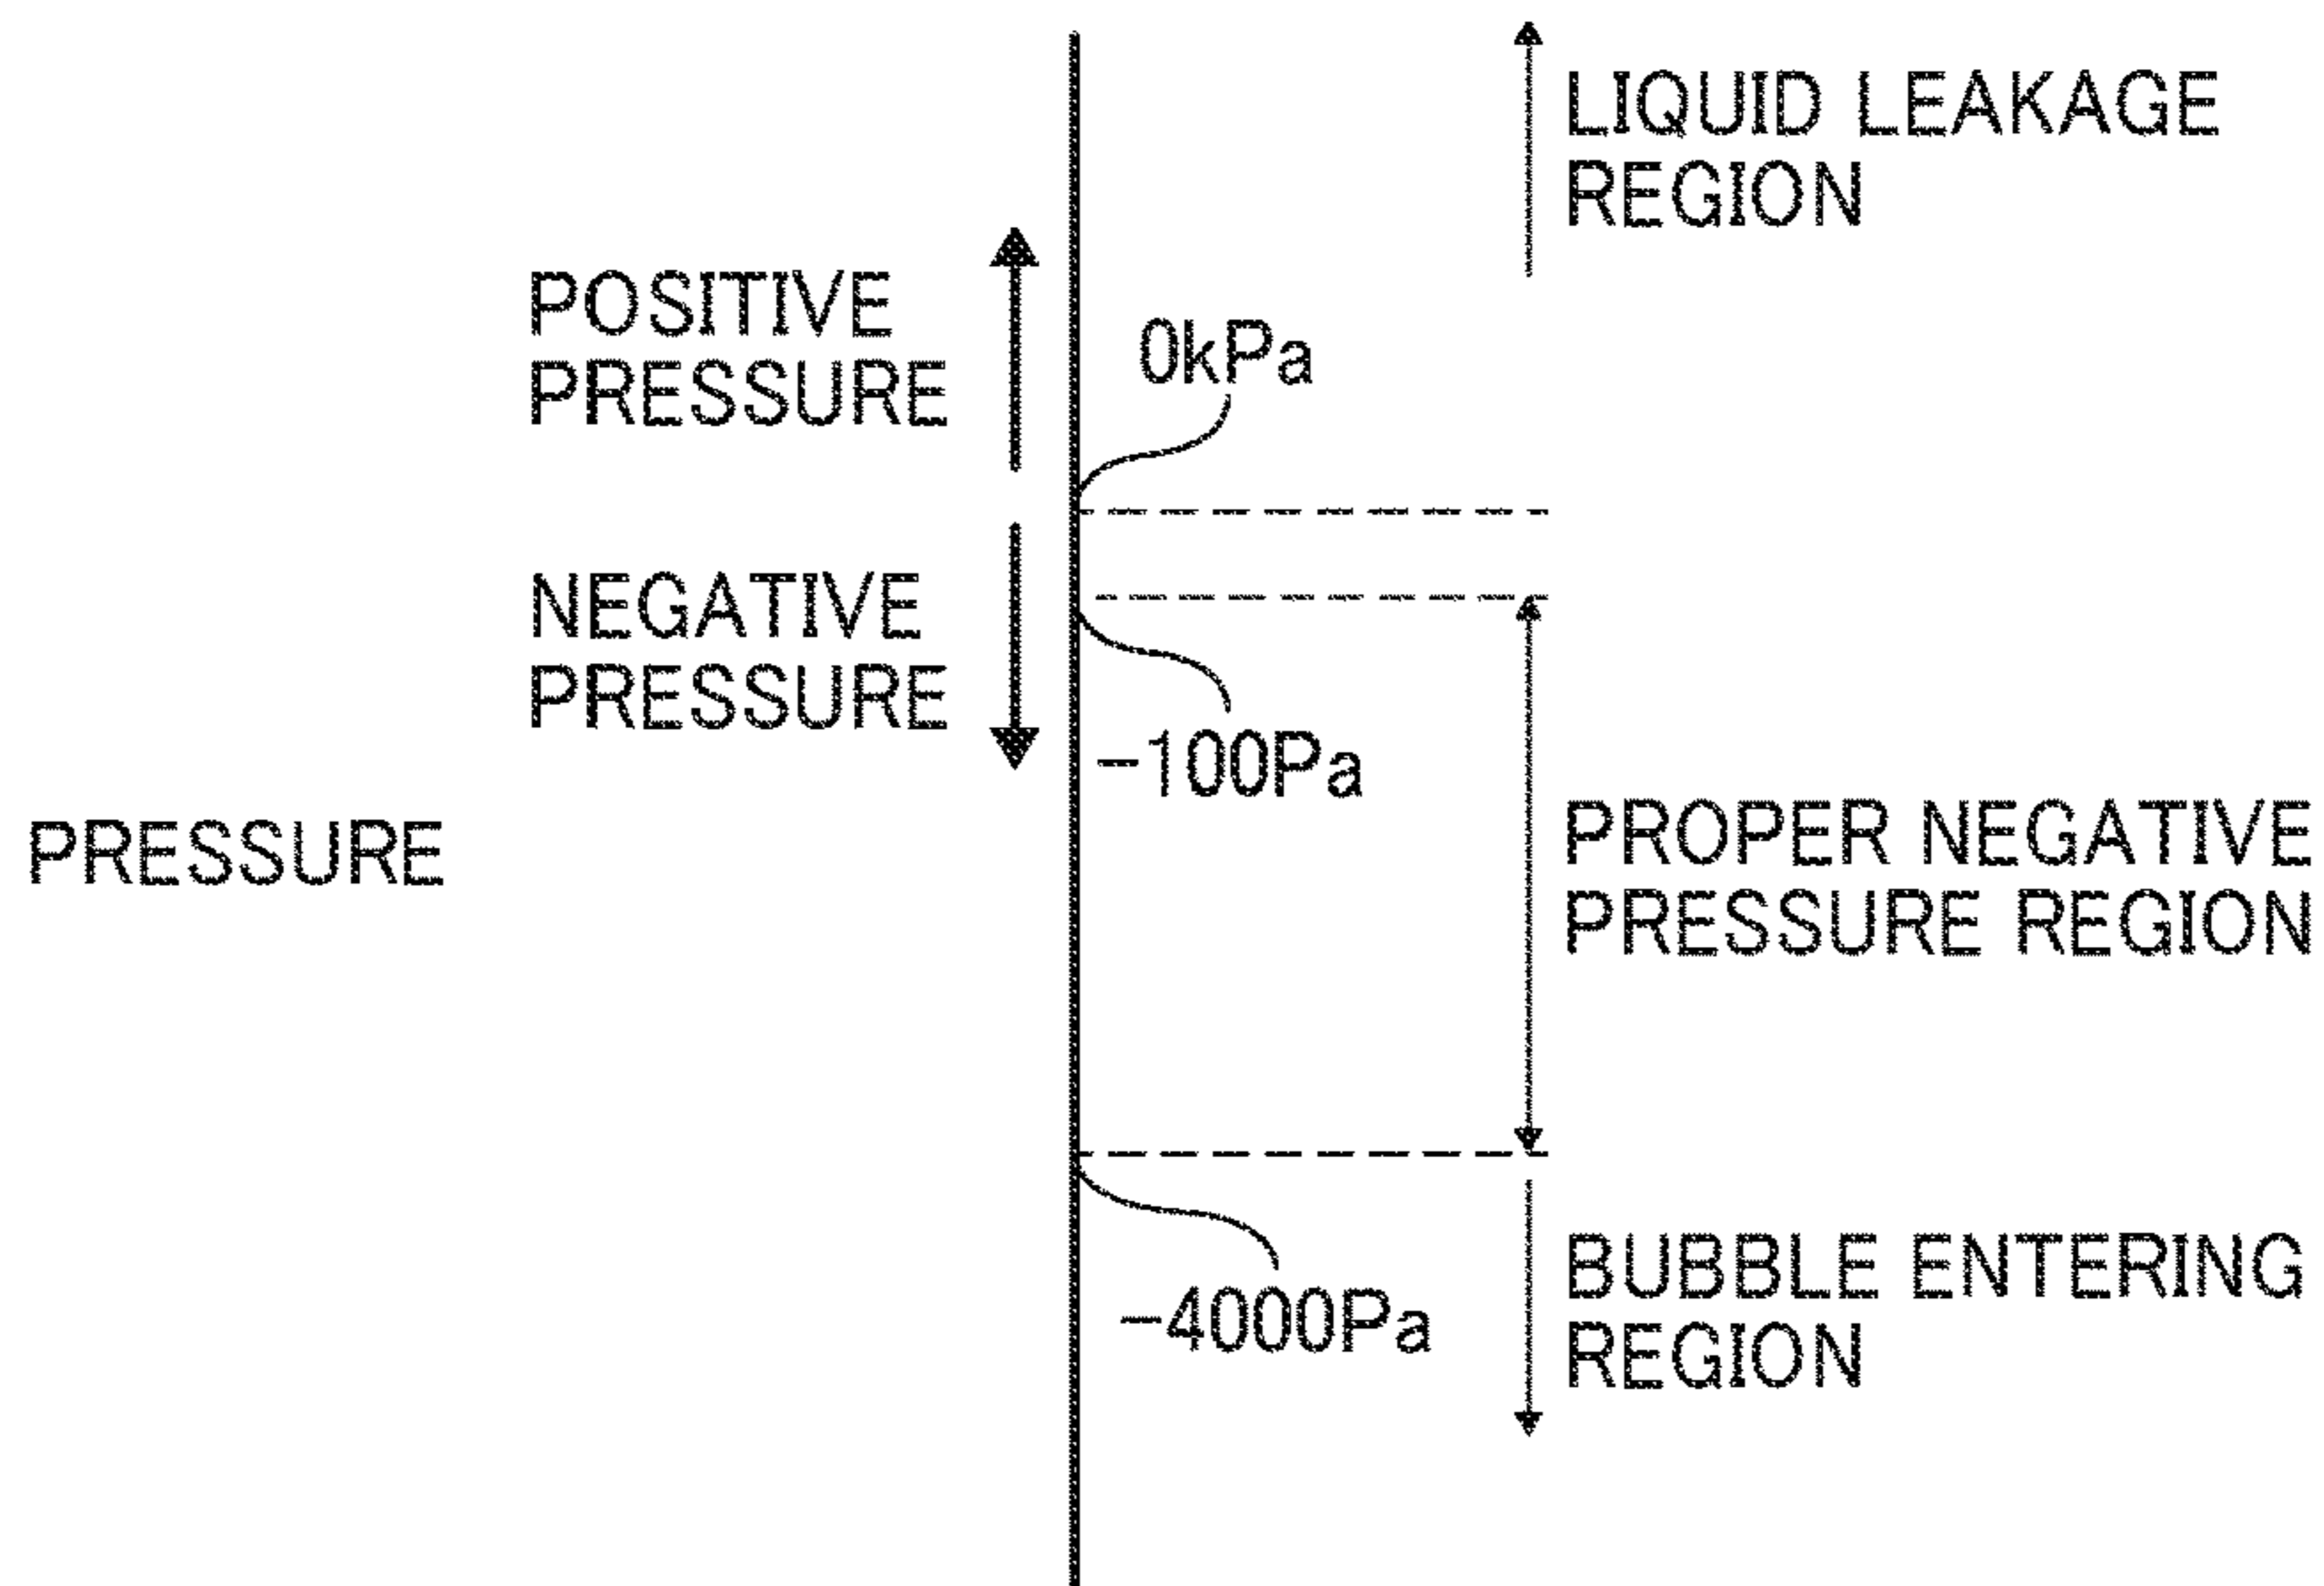 LIQUID LEAKAGE
REGION
POSITIVE
PRESSURE
0kPa
NEGATIVE
PRESSURE
-100Pa
PRESSURE
PROPER NEGATIVE
PRESSURE REGION
-4000Pa
BUBBLE ENTERING
REGION